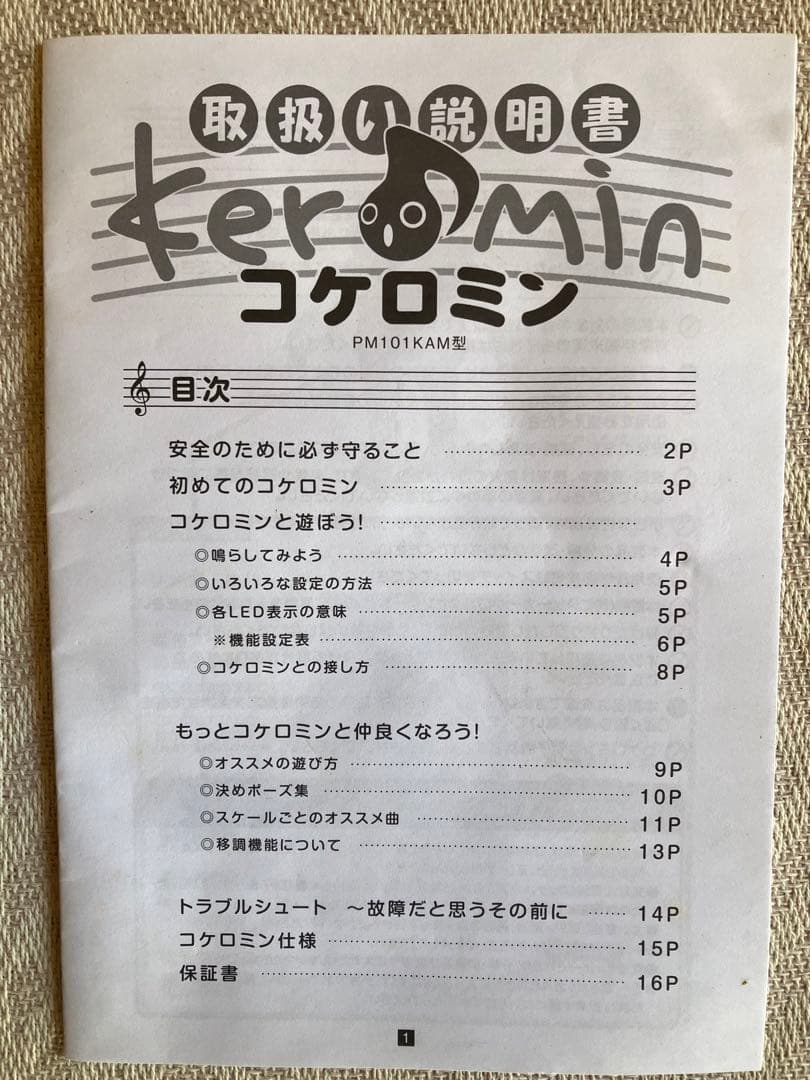 取扱い説明書
Keromin
コケロミン
PM101KAM型
目次
安全のために必ず守ること ………………… 2P
初めてのコケロミン ………………… 3P
コケロミンと遊ぼう! …………………
◎鳴らしてみよう ………………… 4P
◎いろいろな設定の方法 ………………… 5P
◎各LED表示の意味 ………………… 5P
※機能設定表 ………………… 6P
◎コケロミンとの接し方 ………………… 8P
もっとコケロミンと仲良くなろう!
◎オススメの遊び方 ………………… 9P
◎決めポーズ集 ………………… 10P
◎スケールごとのオススメ曲 ………………… 11P
◎移調機能について ………………… 13P
トラブルシュート ～故障だと思うその前に …… 14P
コケロミン仕様 ………………… 15P
保証書 ………………… 16P
1